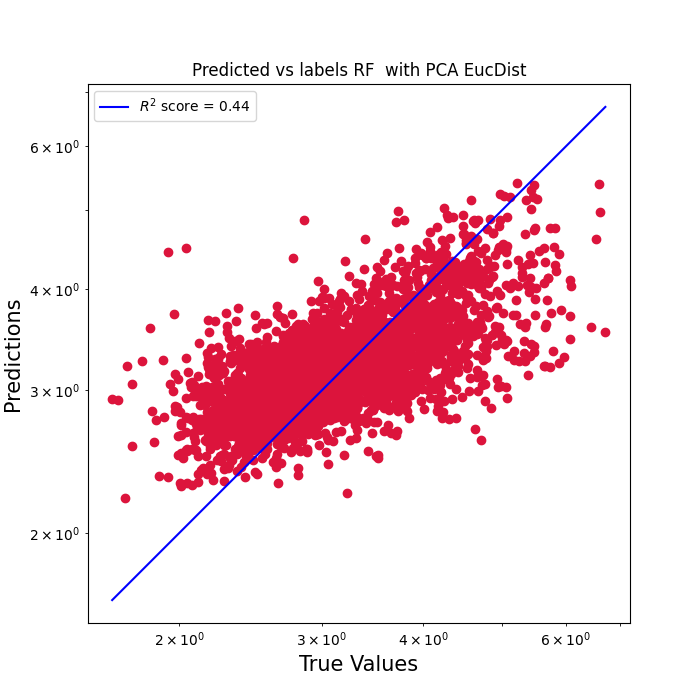 Predicted vs labels RF  with PCA EucDist
R² score = 0.44
6 × 10⁰
4 × 10⁰
3 × 10⁰
2 × 10⁰
Predictions
2 × 10⁰ 3 × 10⁰ 4 × 10⁰ 6 × 10⁰
True Values